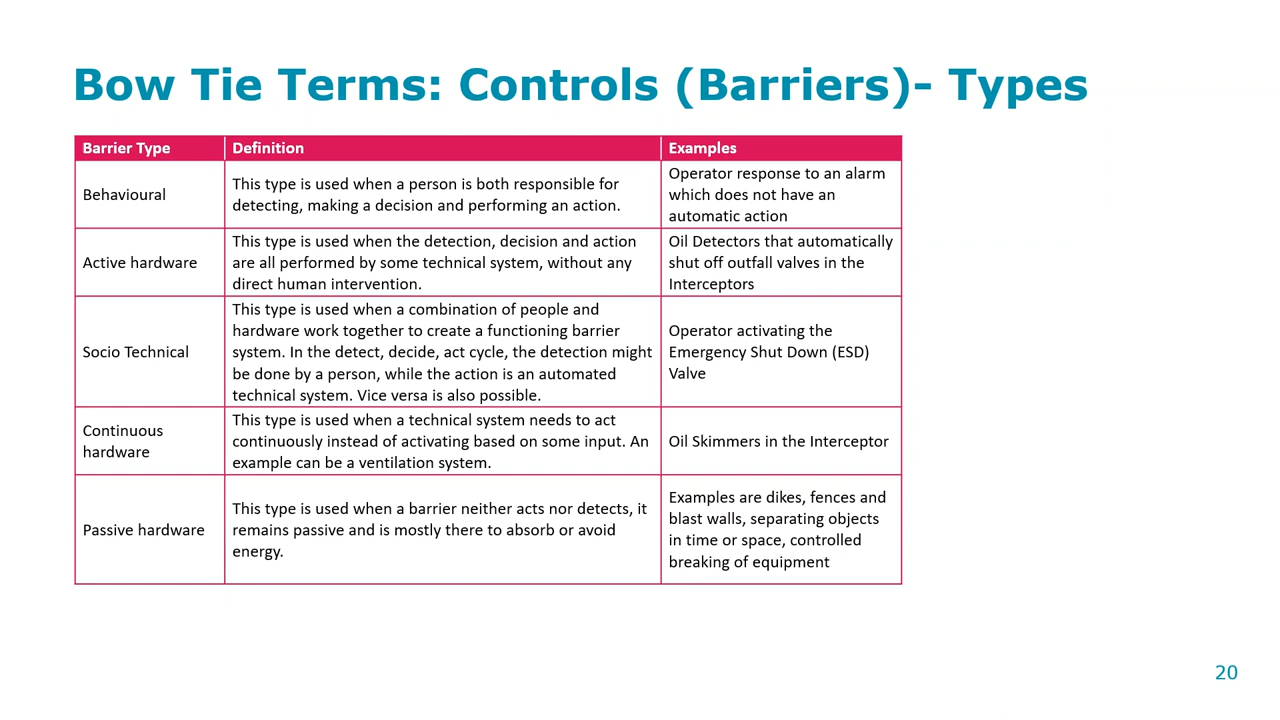 Bow Tie Terms: Controls (Barriers)- Types
Barrier Type
Definition
Examples
Behavioural
This type is used when a person is both responsible for
detecting, making a decision and performing an action.
Operator response to an alarm
which does not have an
automatic action
Active hardware
This type is used when the detection, decision and action
are all performed by some technical system, without any
direct human intervention.
Oil Detectors that automatically
shut off outfall valves in the
Interceptors
Socio Technical
This type is used when a combination of people and
hardware work together to create a functioning barrier
system. In the detect, decide, act cycle, the detection might
be done by a person, while the action is an automated
technical system. Vice versa is also possible.
Operator activating the
Emergency Shut Down (ESD)
Valve
Continuous
hardware
This type is used when a technical system needs to act
continuously instead of activating based on some input. An
example can be a ventilation system.
Oil Skimmers in the Interceptor
Passive hardware
This type is used when a barrier neither acts nor detects, it
remains passive and is mostly there to absorb or avoid
energy.
Examples are dikes, fences and
blast walls, separating objects
in time or space, controlled
breaking of equipment
20